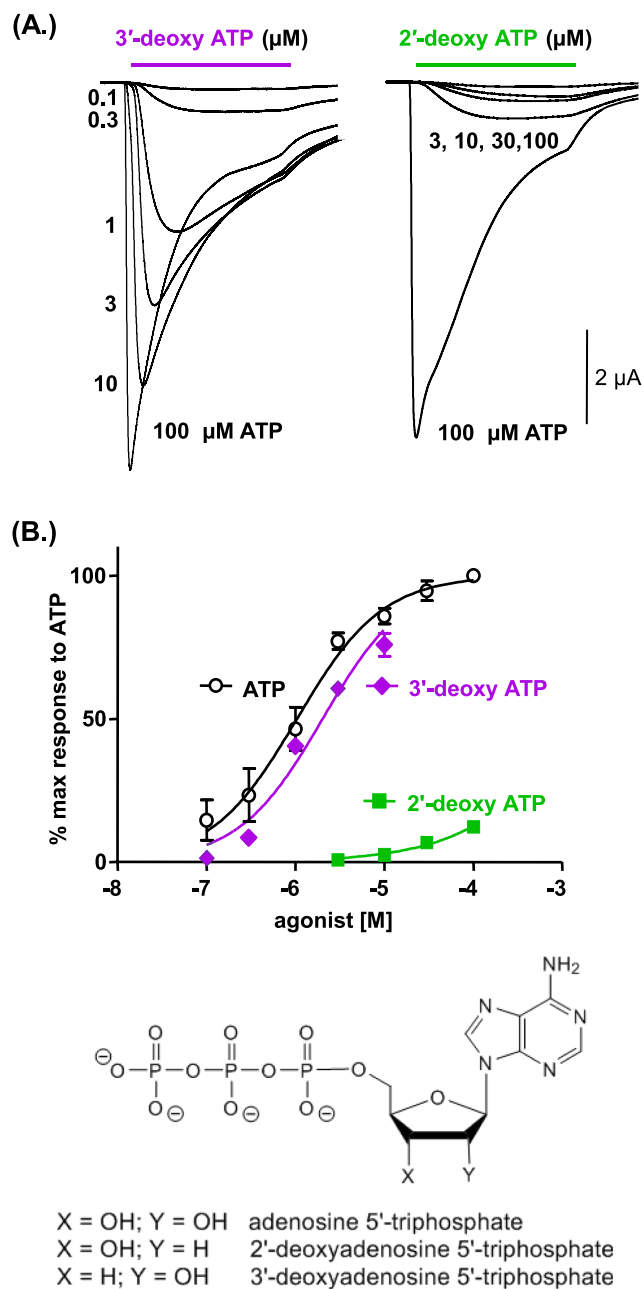 (A.)
3′-deoxy ATP (µM)
2′-deoxy ATP (µM)
0.1
0.3
1
3
10
100 µM ATP
3, 10, 30,100
100 µM ATP
2 µA
(B.)
% max response to ATP
100
50
0
ATP
3'-deoxy ATP
2'-deoxy ATP
-8 -7 -6 -5 -4 -3
agonist [M]
NH2
N N
N N
O O O
⊖O P O P O P O O
O⊖ O⊖ O⊖
X Y
X = OH; Y = OH adenosine 5'-triphosphate
X = OH; Y = H 2'-deoxyadenosine 5'-triphosphate
X = H; Y = OH 3'-deoxyadenosine 5'-triphosphate